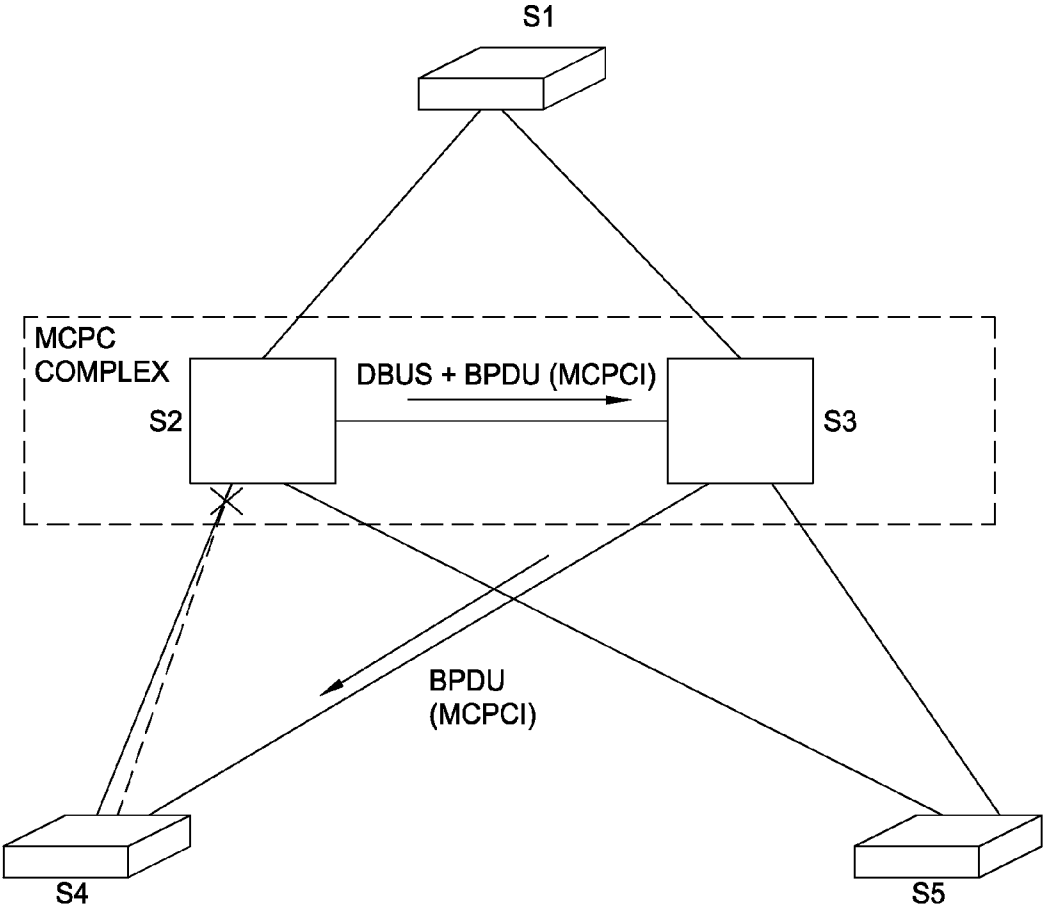 S1
MCPC
COMPLEX
DBUS + BPDU (MCPCI)
S2
S3
BPDU
(MCPCI)
S4
S5